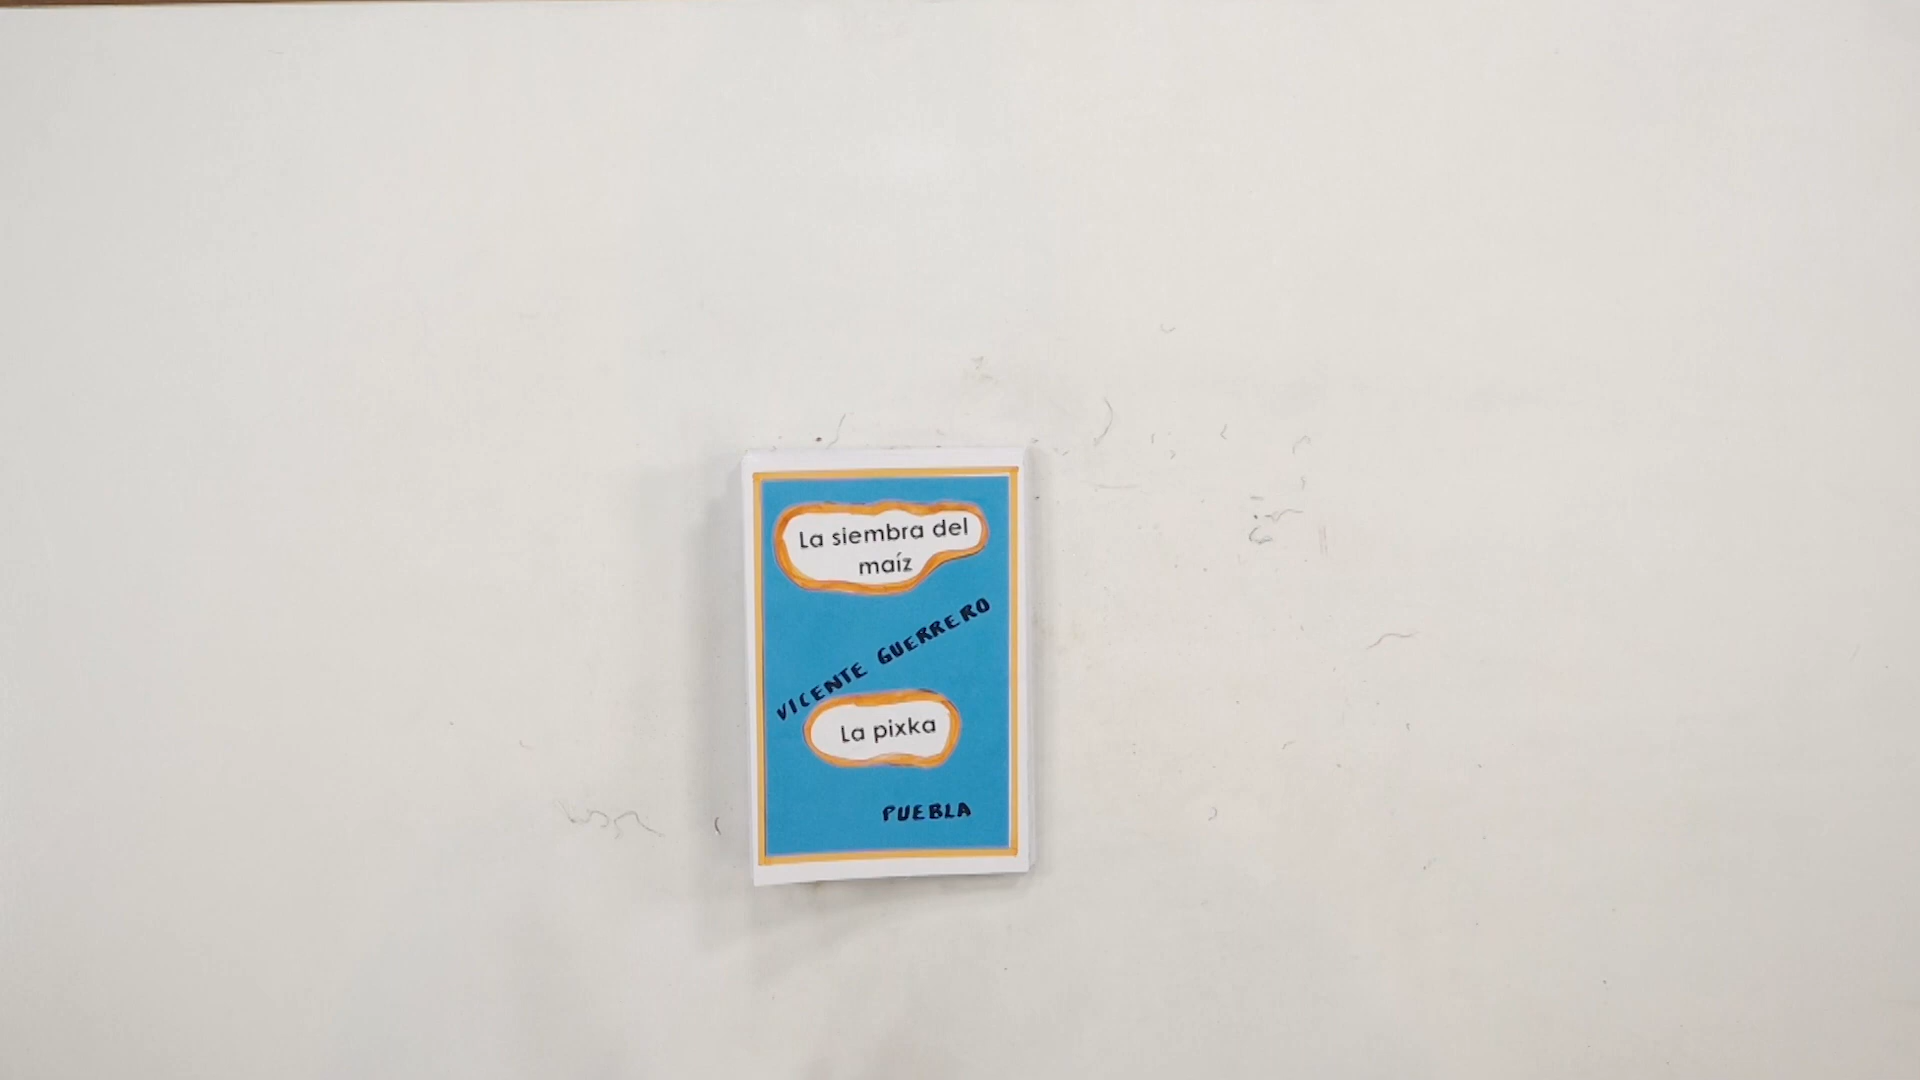 La siembra del
maíz
VICENTE GUERRERO
La pixka
PUEBLA